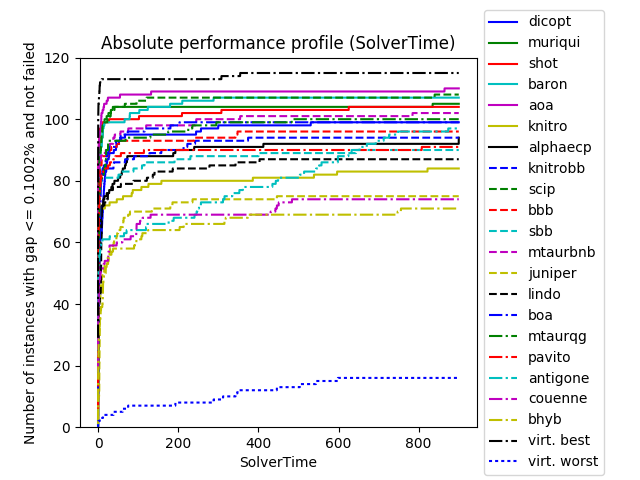 Absolute performance profile (SolverTime)
Number of instances with gap <= 0.1002% and not failed
120
100
80
60
40
20
0
0 200 400 600 800
SolverTime
dicopt
muriqui
shot
baron
aoa
knitro
alphaecp
knitrobb
scip
bbb
sbb
mtaurbnb
juniper
lindo
boa
mtaurqg
pavito
antigone
couenne
bhyb
virt. best
virt. worst